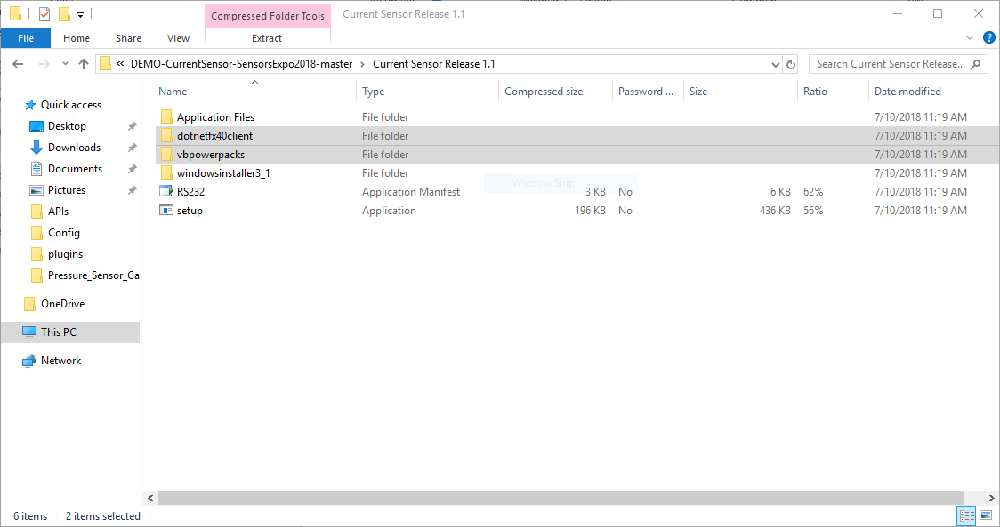 Compressed Folder Tools Current Sensor Release 1.1
File Home Share View Extract
« DEMO-CurrentSensor-SensorsExpo2018-master › Current Sensor Release 1.1 Search Current Sensor Release...
Name Type Compressed size Password ... Size Ratio Date modified
Quick access
Desktop
Downloads
Documents
Pictures
APIs
Config
plugins
Pressure_Sensor_Ga
OneDrive
This PC
Network
Application Files File folder 7/10/2018 11:19 AM
dotnetfx40client File folder 7/10/2018 11:19 AM
vbpowerpacks File folder 7/10/2018 11:19 AM
windowsinstaller3_1 File folder 7/10/2018 11:19 AM
Window Snip
RS232 Application Manifest 3 KB No 6 KB 62% 7/10/2018 11:19 AM
setup Application 196 KB No 436 KB 56% 7/10/2018 11:19 AM
6 items 2 items selected